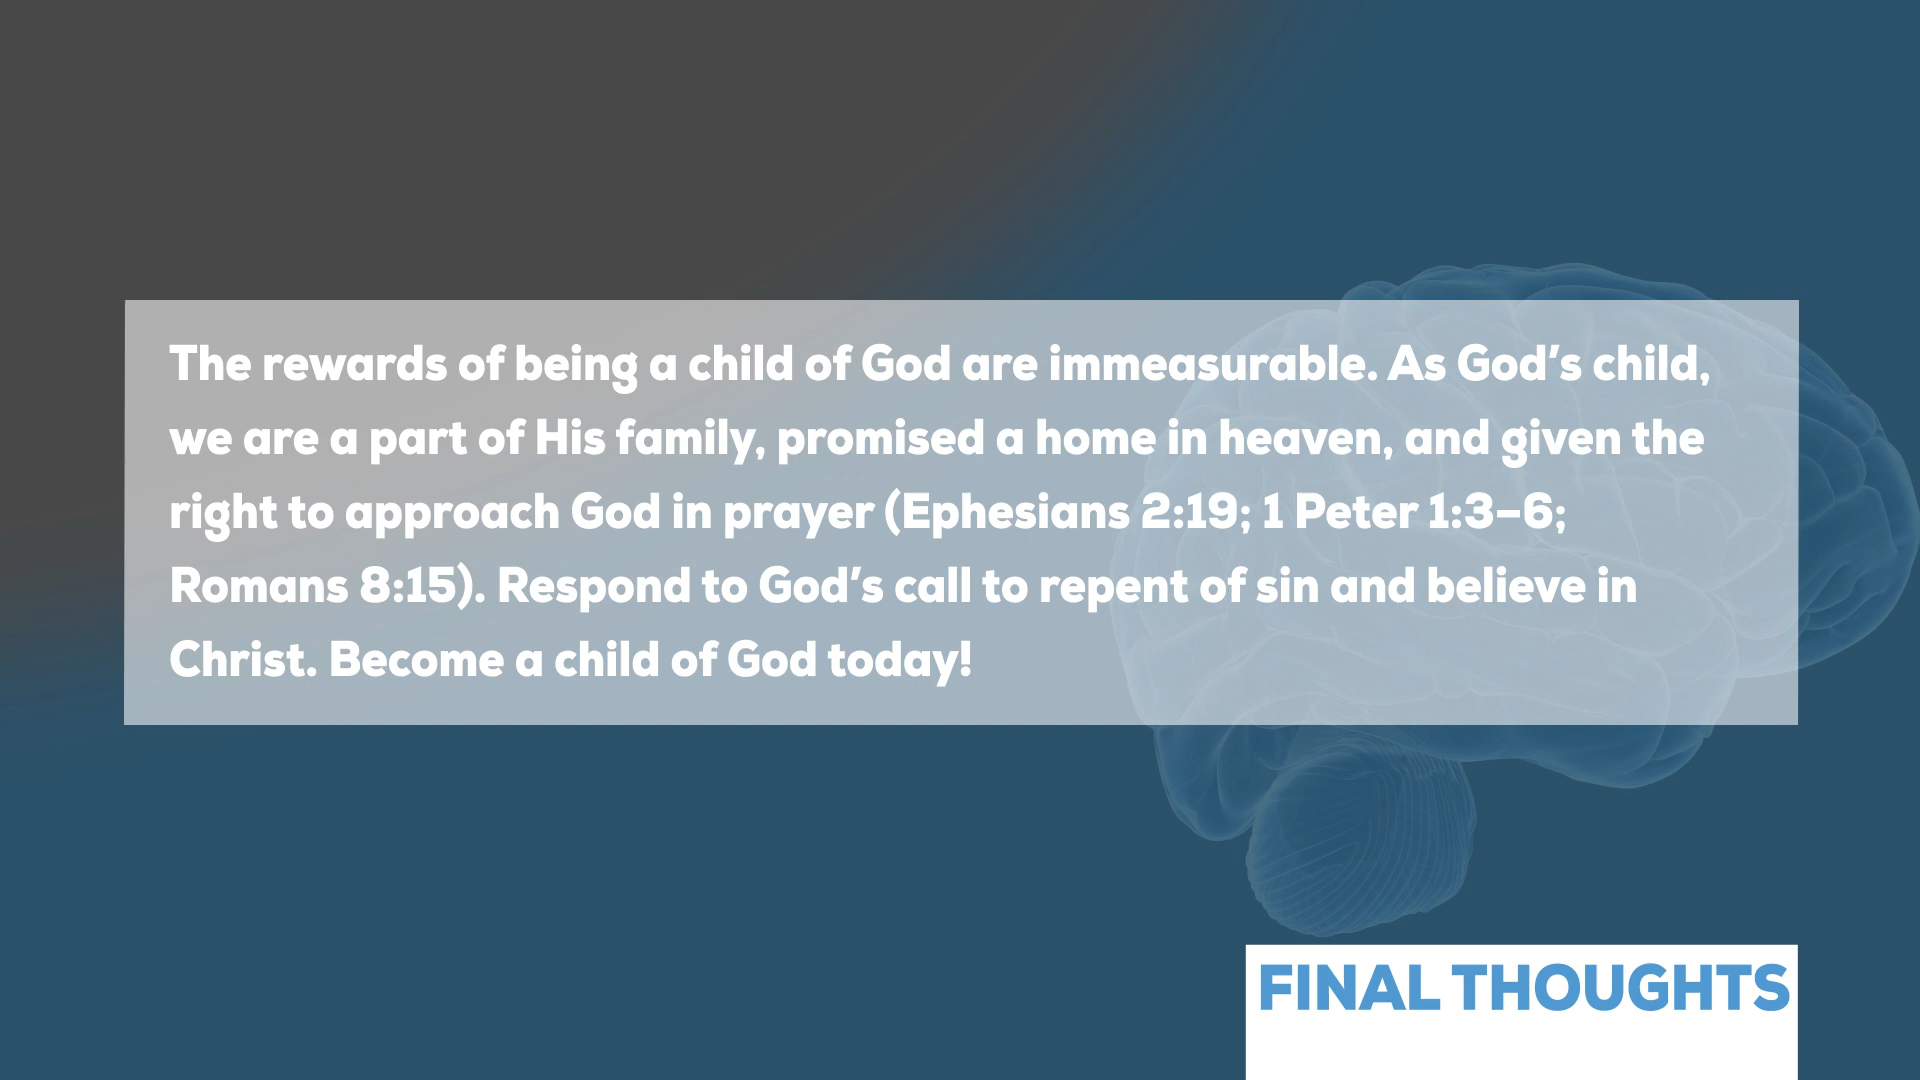 The rewards of being a child of God are immeasurable. As God’s child,
we are a part of His family, promised a home in heaven, and given the
right to approach God in prayer (Ephesians 2:19; 1 Peter 1:3–6;
Romans 8:15). Respond to God’s call to repent of sin and believe in
Christ. Become a child of God today!
FINAL THOUGHTS